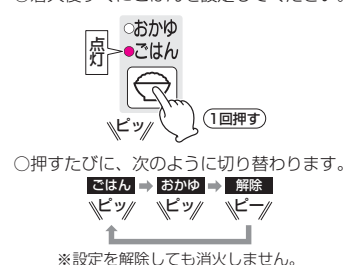 ○おかゆ
点灯
●ごはん
1回押す
ピッ
○押すたびに、次のように切り替わります。
ごはん ➡ おかゆ ➡ 解除
ピッ ピッ ピー
※設定を解除しても消火しません。